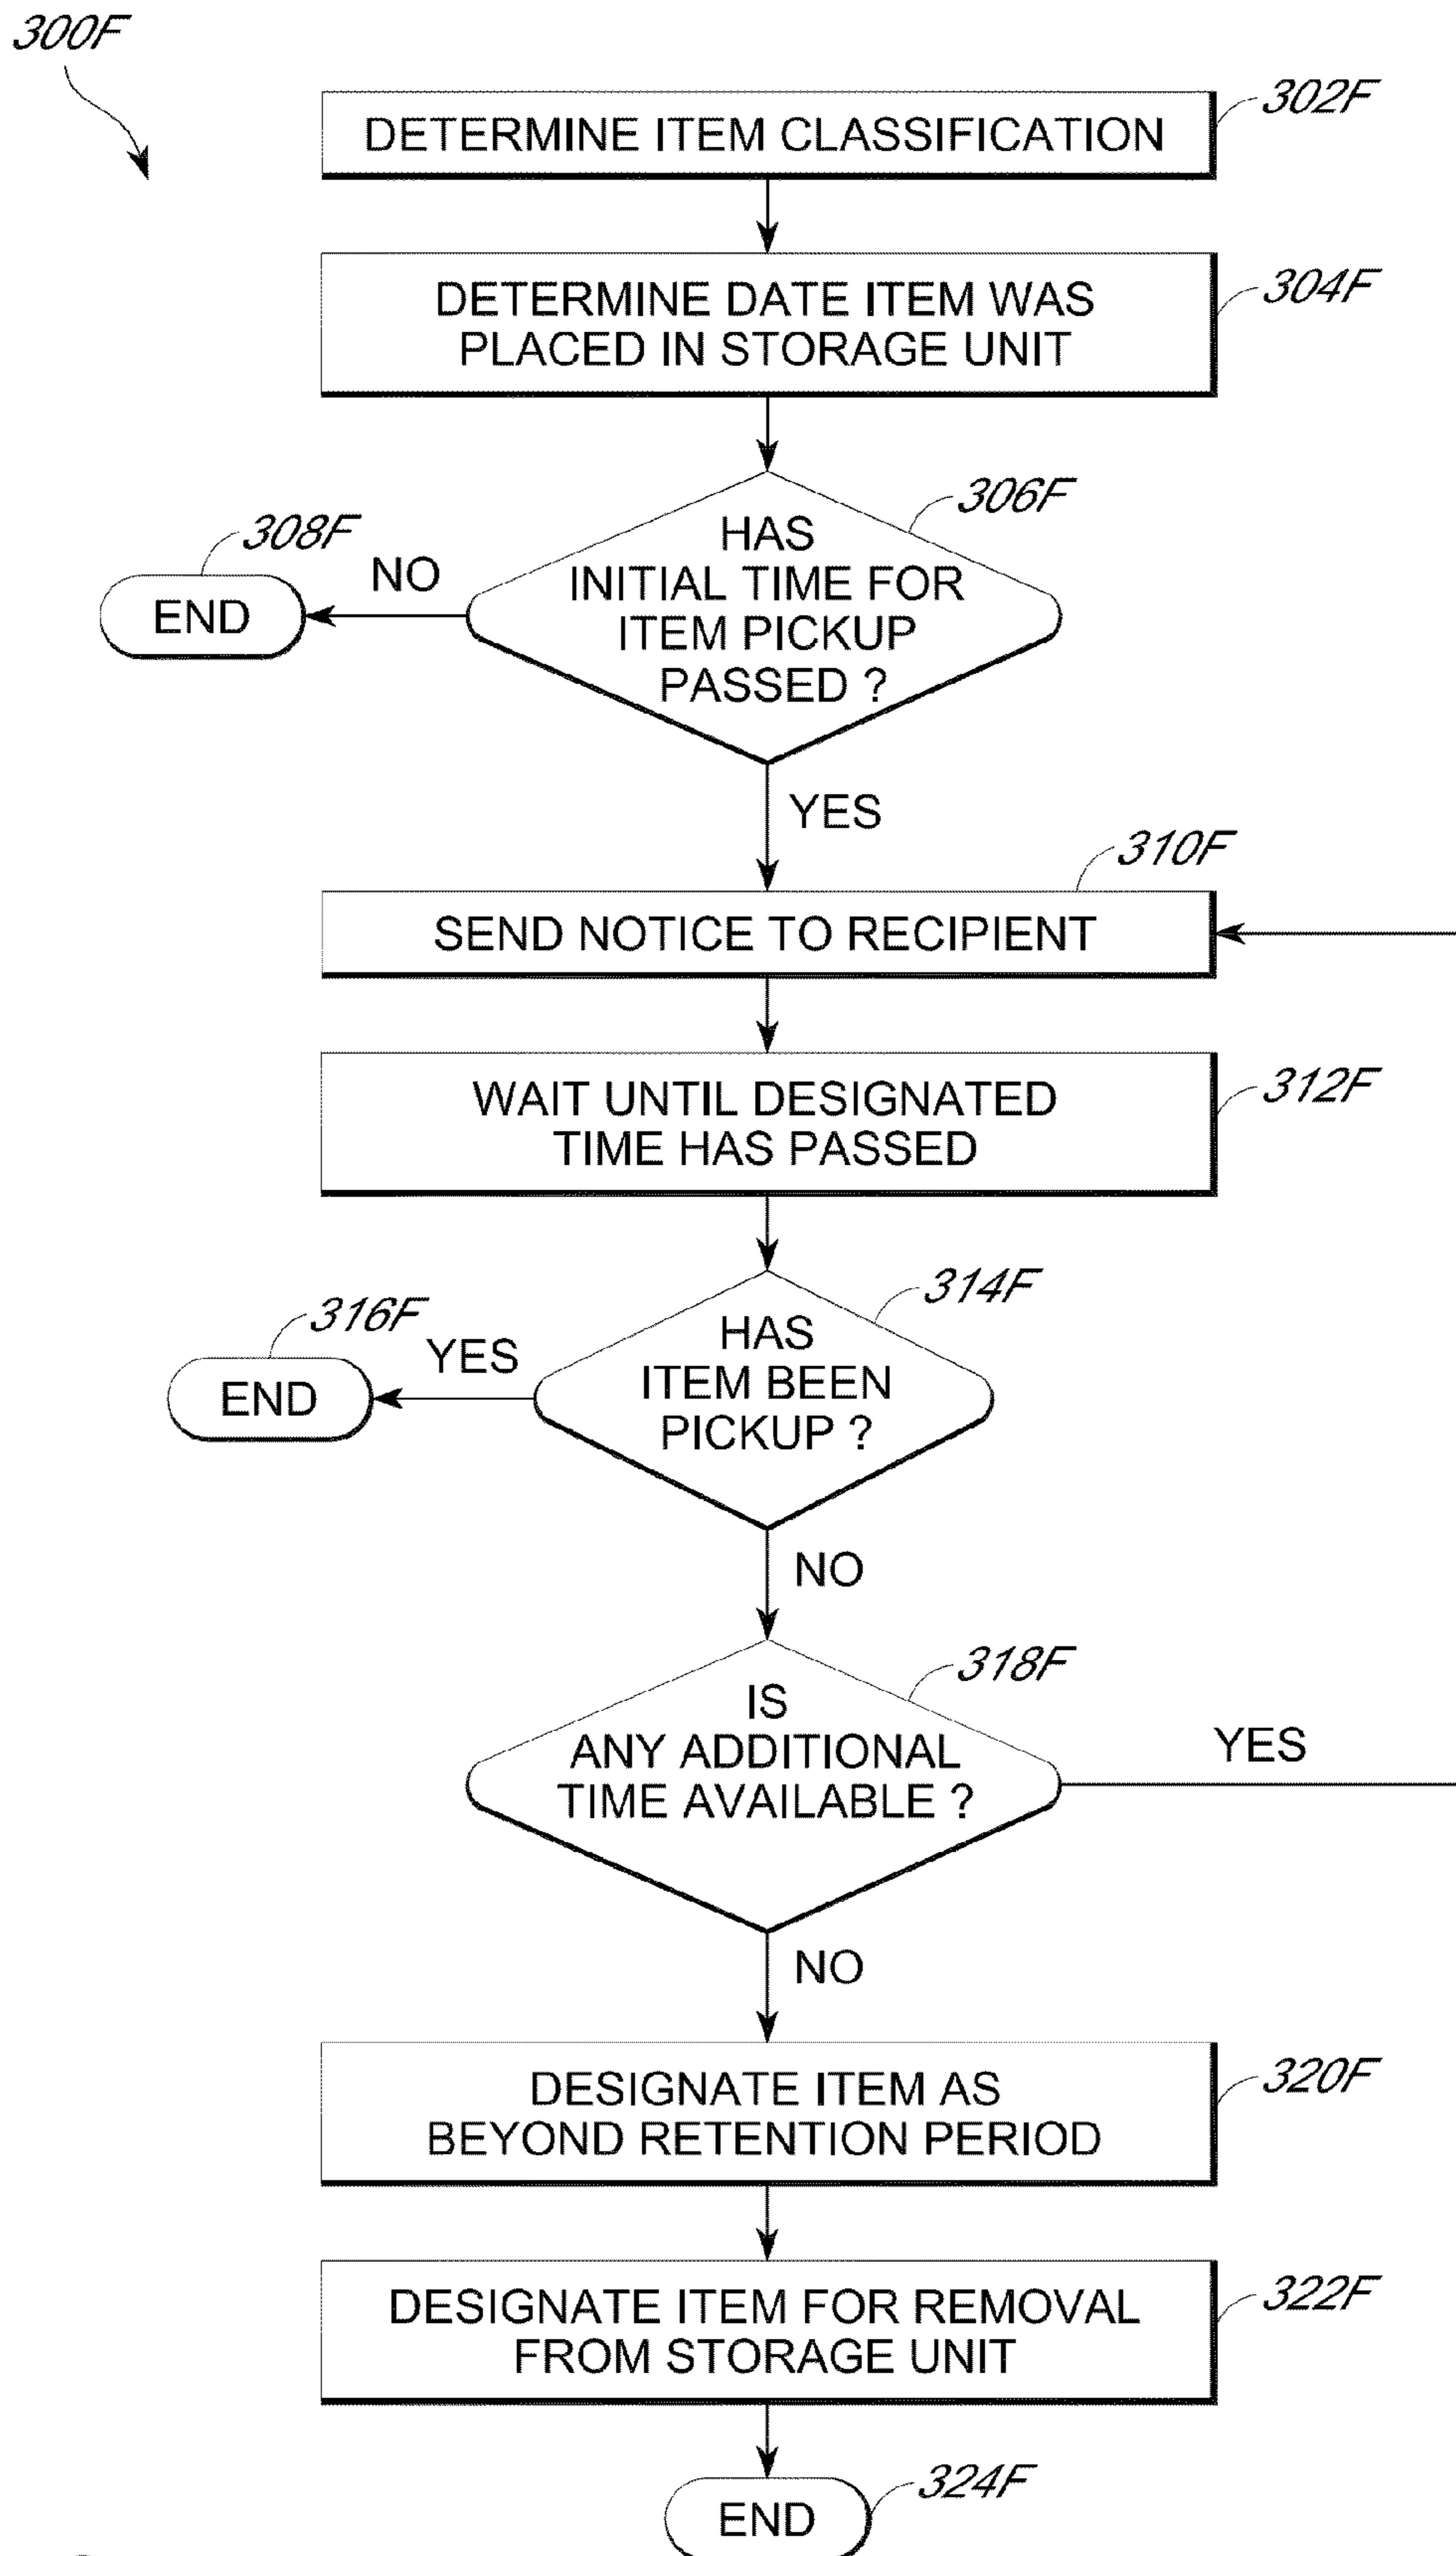 300F
302F
DETERMINE ITEM CLASSIFICATION
304F
DETERMINE DATE ITEM WAS
PLACED IN STORAGE UNIT
306F
HAS
INITIAL TIME FOR
ITEM PICKUP
PASSED ?
308F
NO
END
YES
310F
SEND NOTICE TO RECIPIENT
312F
WAIT UNTIL DESIGNATED
TIME HAS PASSED
314F
HAS
ITEM BEEN
PICKUP ?
316F
YES
END
NO
318F
IS
ANY ADDITIONAL
TIME AVAILABLE ?
YES
NO
320F
DESIGNATE ITEM AS
BEYOND RETENTION PERIOD
322F
DESIGNATE ITEM FOR REMOVAL
FROM STORAGE UNIT
324F
END